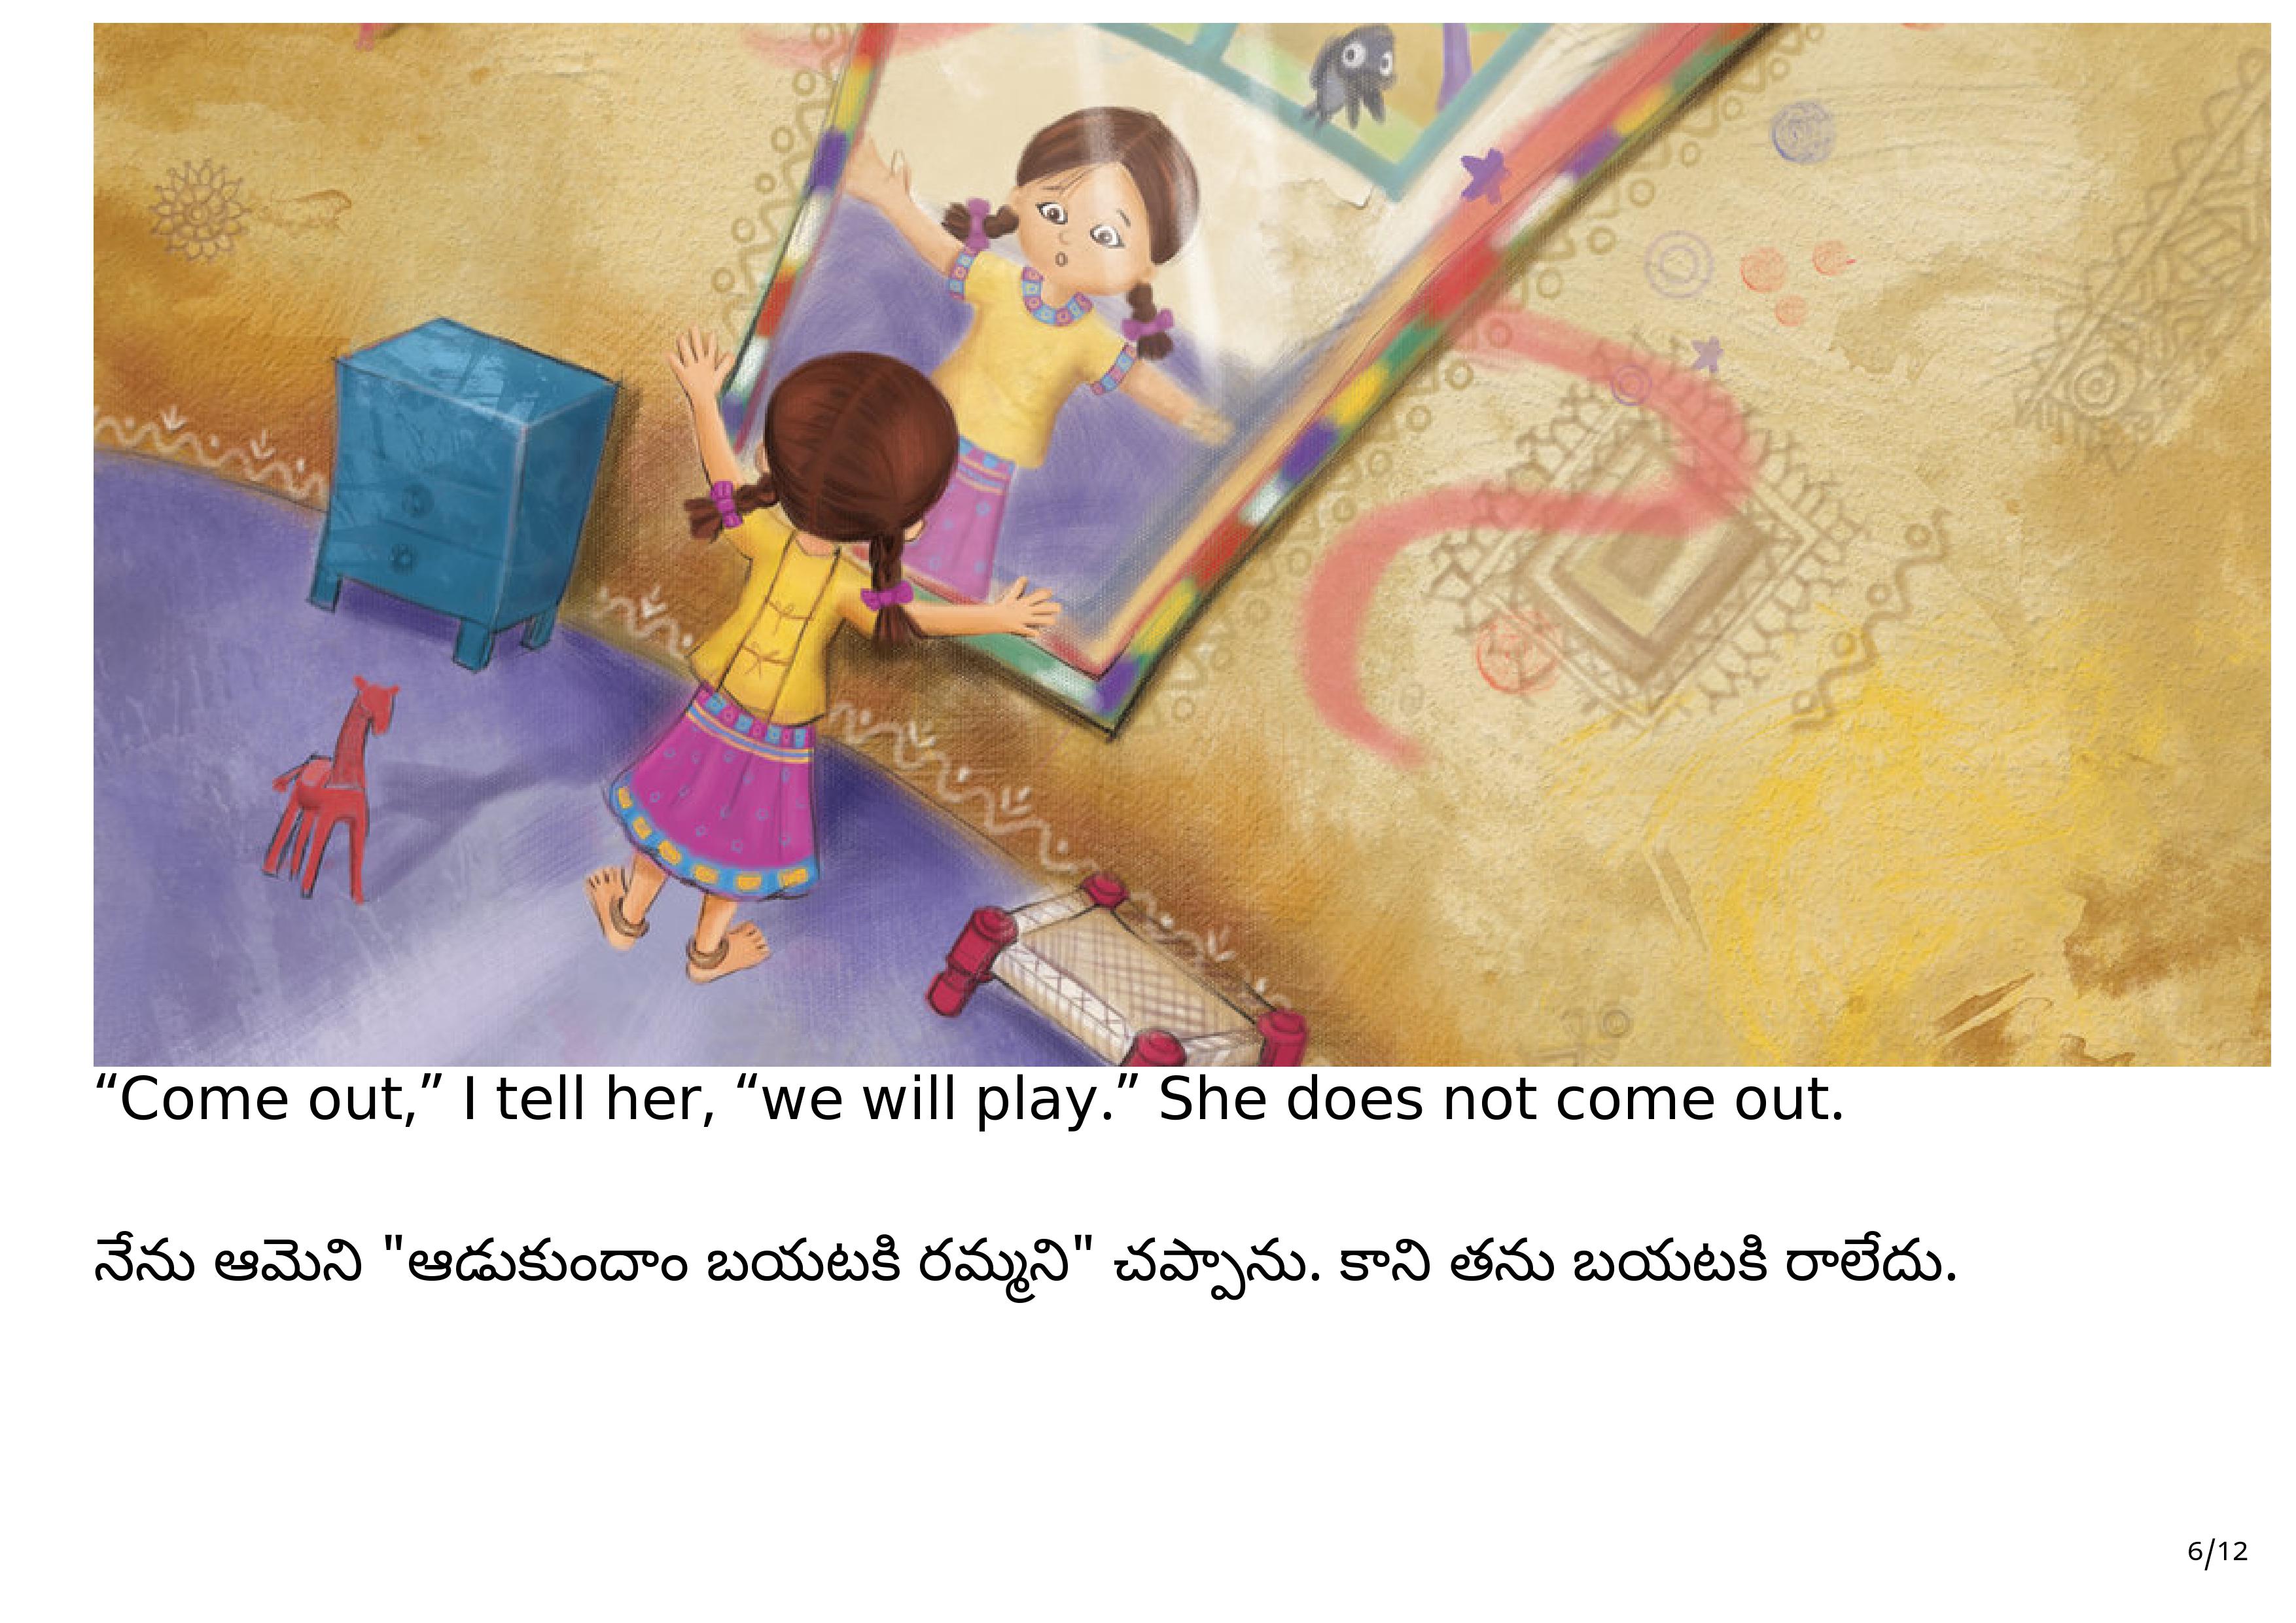 “Come out,” I tell her, “we will play.” She does not come out.
నేను ఆమెని "ఆడుకుందాం బయటకి రమ్మని" చప్పాను. కాని తను బయటకి రాలేదు.
6/12